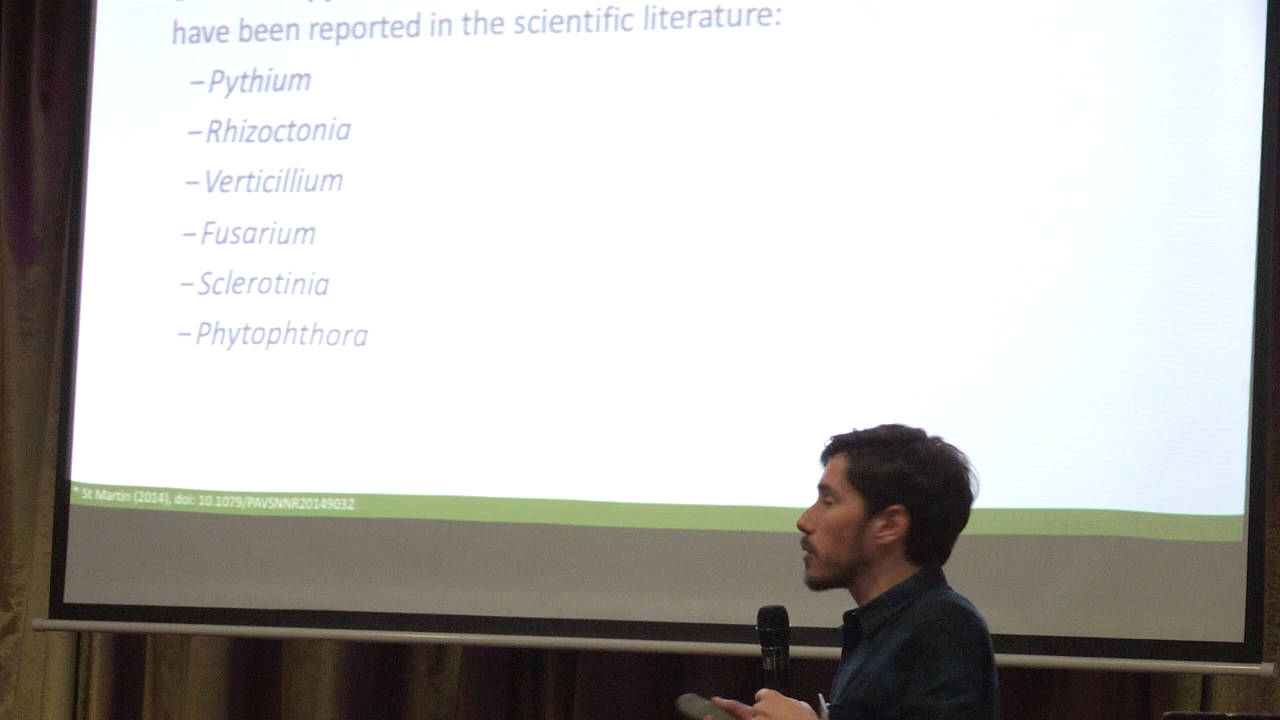 have been reported in the scientific literature:
– Pythium
– Rhizoctonia
– Verticillium
– Fusarium
– Sclerotinia
– Phytophthora
* St Martin (2014), doi: 10.1079/PAVSNNR20149032